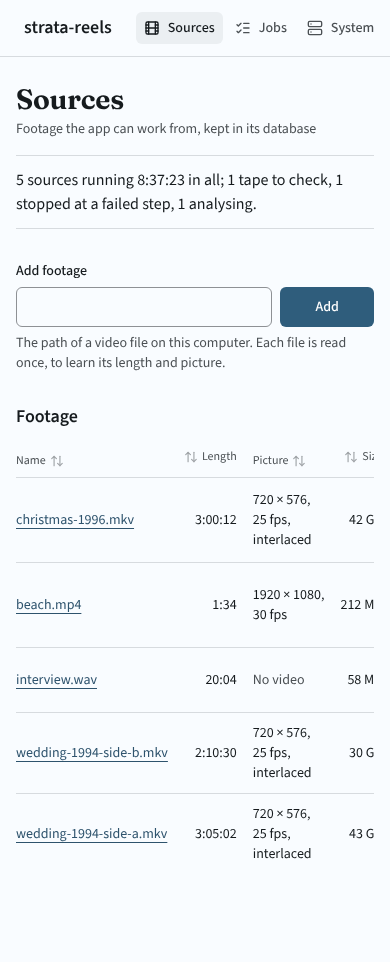 strata-reels Sources Jobs System
Sources
Footage the app can work from, kept in its database
5 sources running 8:37:23 in all; 1 tape to check, 1
stopped at a failed step, 1 analysing.
Add footage
Add
The path of a video file on this computer. Each file is read
once, to learn its length and picture.
Footage
Name Length Picture
christmas-1996.mkv 3:00:12 720 × 576, 25 fps, interlaced 42 G
beach.mp4 1:34 1920 × 1080, 30 fps 212 M
interview.wav 20:04 No video 58 M
wedding-1994-side-b.mkv 2:10:30 720 × 576, 25 fps, interlaced 30 G
wedding-1994-side-a.mkv 3:05:02 720 × 576, 25 fps, interlaced 43 G